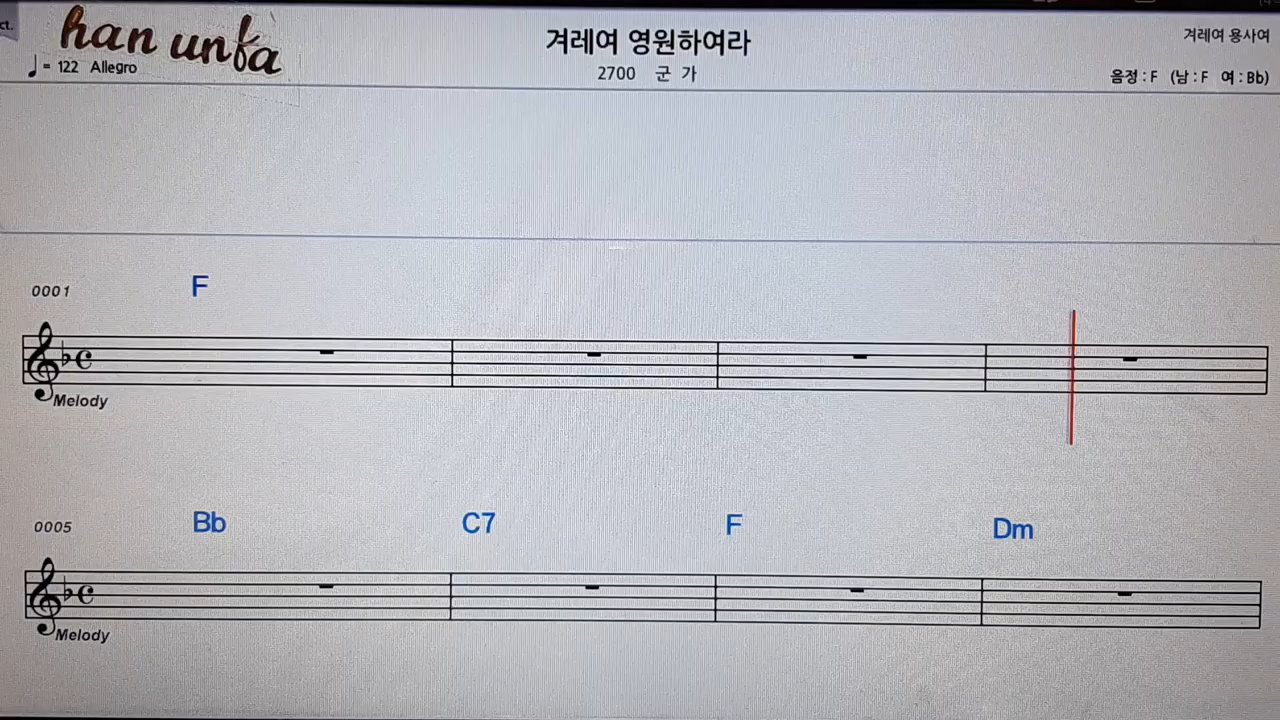 ct.
han unfa
겨레여 영원하여라
겨레여 용사여
♩ = 122 Allegro
2700 군 가
음정 : F (남 : F 여 : Bb)
0001
F
Melody
0005
Bb C7 F Dm
Melody